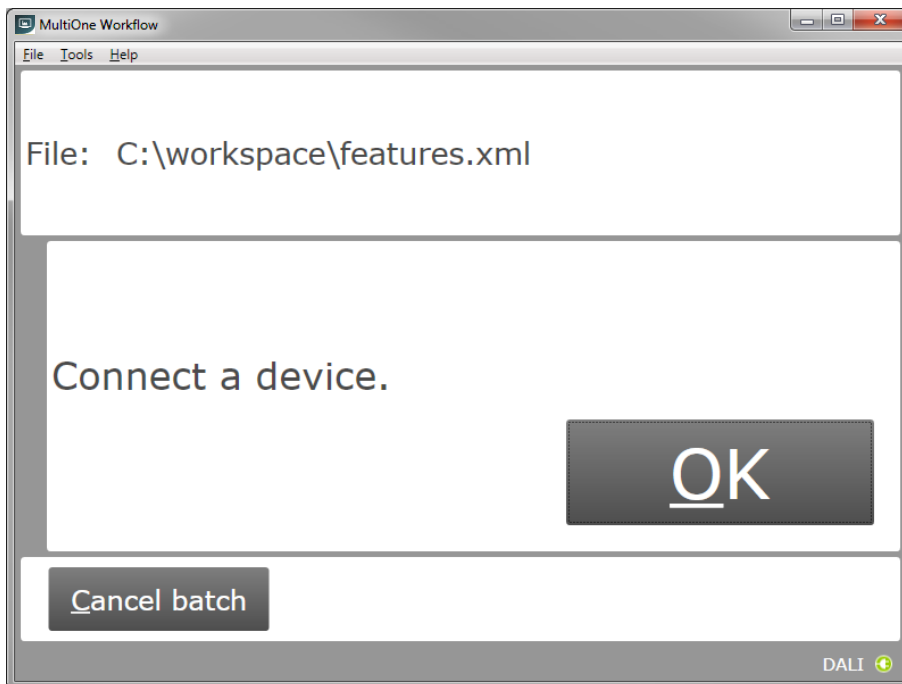 MultiOne Workflow
File Tools Help
File: C:\workspace\features.xml
Connect a device.
OK
Cancel batch
DALI